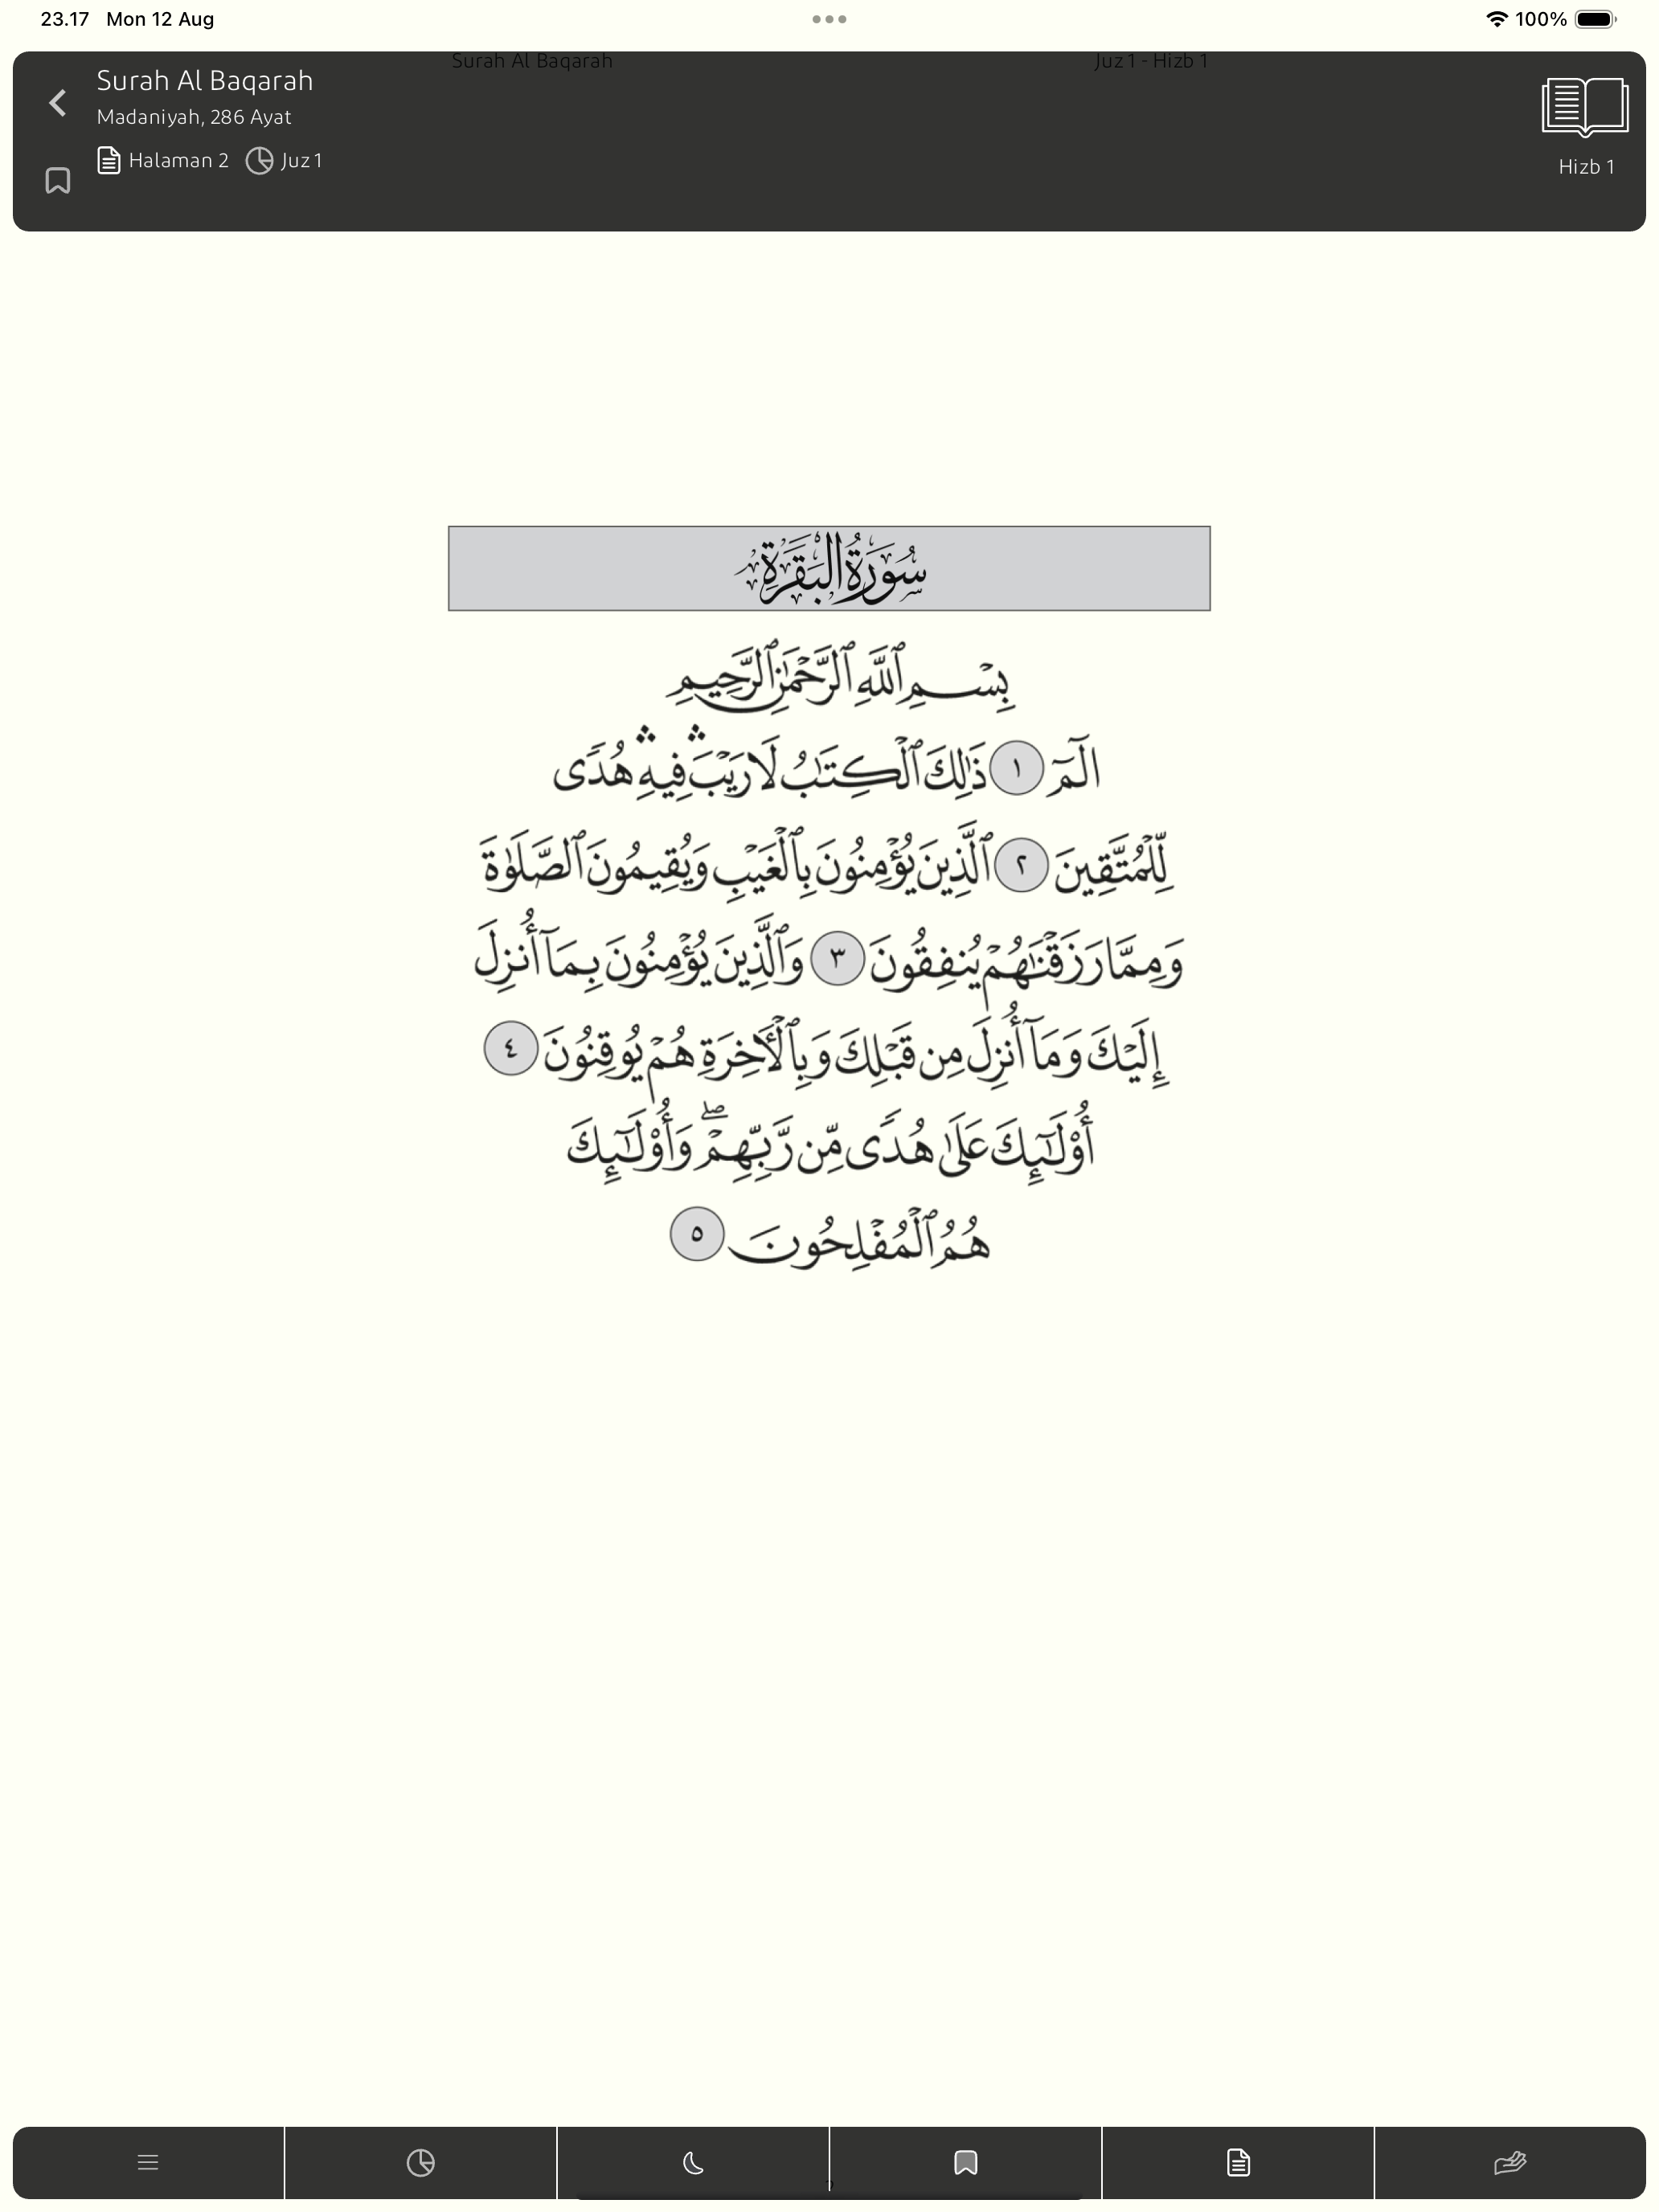 23.17 Mon 12 Aug
100%
Surah Al Baqarah
Juz 1 - Hizb 1
Surah Al Baqarah
Madaniyah, 286 Ayat
Halaman 2 Juz 1
Hizb 1
سُورَةُ الْبَقَرَةِ
بِسْمِ ٱللَّهِ ٱلرَّحْمَٰنِ ٱلرَّحِيمِ
الٓمٓ ١ ذَٰلِكَ ٱلْكِتَٰبُ لَا رَيْبَ ۛ فِيهِ ۛ هُدًى
لِّلْمُتَّقِينَ ٢ ٱلَّذِينَ يُؤْمِنُونَ بِٱلْغَيْبِ وَيُقِيمُونَ ٱلصَّلَوٰةَ
وَمِمَّا رَزَقْنَٰهُمْ يُنفِقُونَ ٣ وَٱلَّذِينَ يُؤْمِنُونَ بِمَآ أُنزِلَ
إِلَيْكَ وَمَآ أُنزِلَ مِن قَبْلِكَ وَبِٱلْأَخِرَةِ هُمْ يُوقِنُونَ ٤
أُو۟لَٰٓئِكَ عَلَىٰ هُدًى مِّن رَّبِّهِمْ ۖ وَأُو۟لَٰٓئِكَ
هُمُ ٱلْمُفْلِحُونَ ٥